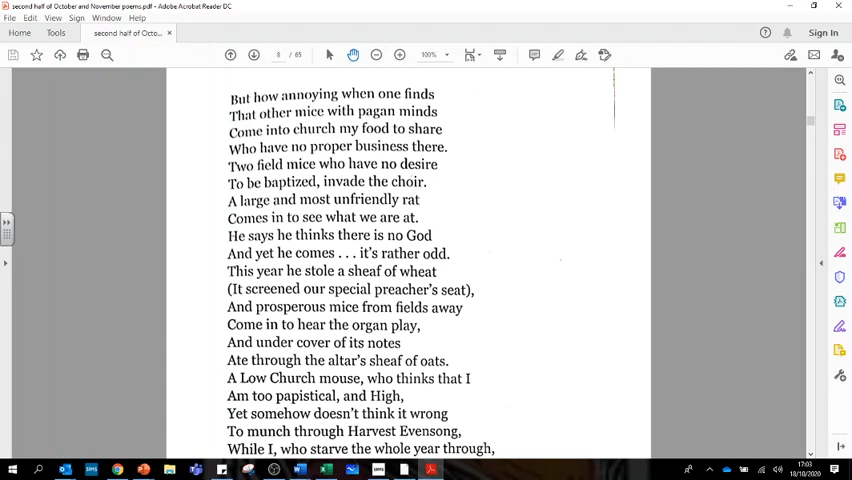 second half of October and November poems.pdf - Adobe Acrobat Reader DC
File Edit View Sign Window Help
Home Tools second half of Octo... × Sign In
8 / 65 100%
But how annoying when one finds
That other mice with pagan minds
Come into church my food to share
Who have no proper business there.
Two field mice who have no desire
To be baptized, invade the choir.
A large and most unfriendly rat
Comes in to see what we are at.
He says he thinks there is no God
And yet he comes . . . it's rather odd.
This year he stole a sheaf of wheat
(It screened our special preacher's seat),
And prosperous mice from fields away
Come in to hear the organ play,
And under cover of its notes
Ate through the altar's sheaf of oats.
A Low Church mouse, who thinks that I
Am too papistical, and High,
Yet somehow doesn't think it wrong
To munch through Harvest Evensong,
While I, who starve the whole year through,
SIMS sims 17:03
18/10/2020